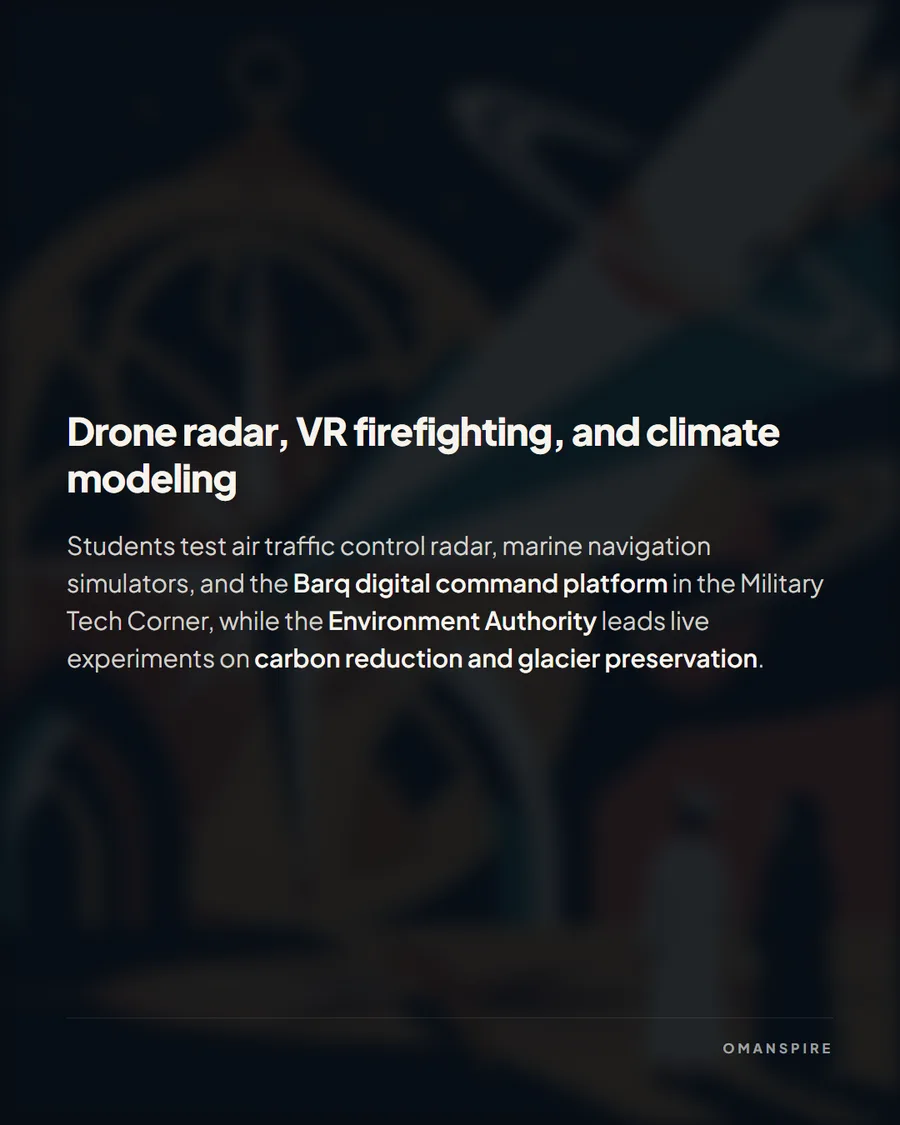 Drone radar, VR firefighting, and climate
modeling
Students test air traffic control radar, marine navigation
simulators, and the Barq digital command platform in the Military
Tech Corner, while the Environment Authority leads live
experiments on carbon reduction and glacier preservation.
OMANSPIRE